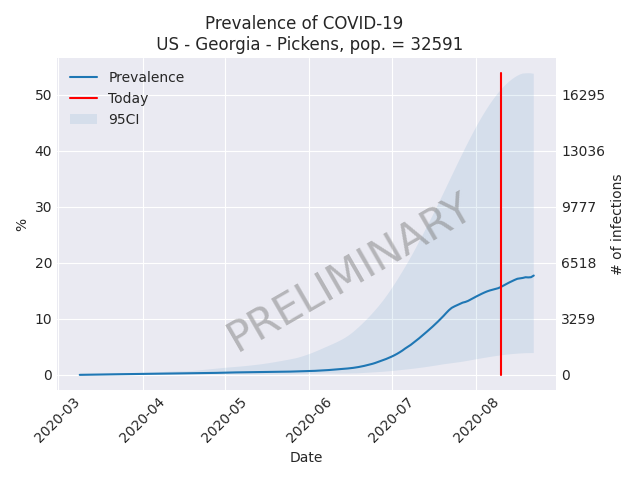 Prevalence of COVID-19
US - Georgia - Pickens, pop. = 32591
Prevalence
Today
95CI
PRELIMINARY
%
50
40
30
20
10
0
16295
13036
9777
6518
3259
0
# of infections
2020-03
2020-04
2020-05
2020-06
2020-07
2020-08
Date